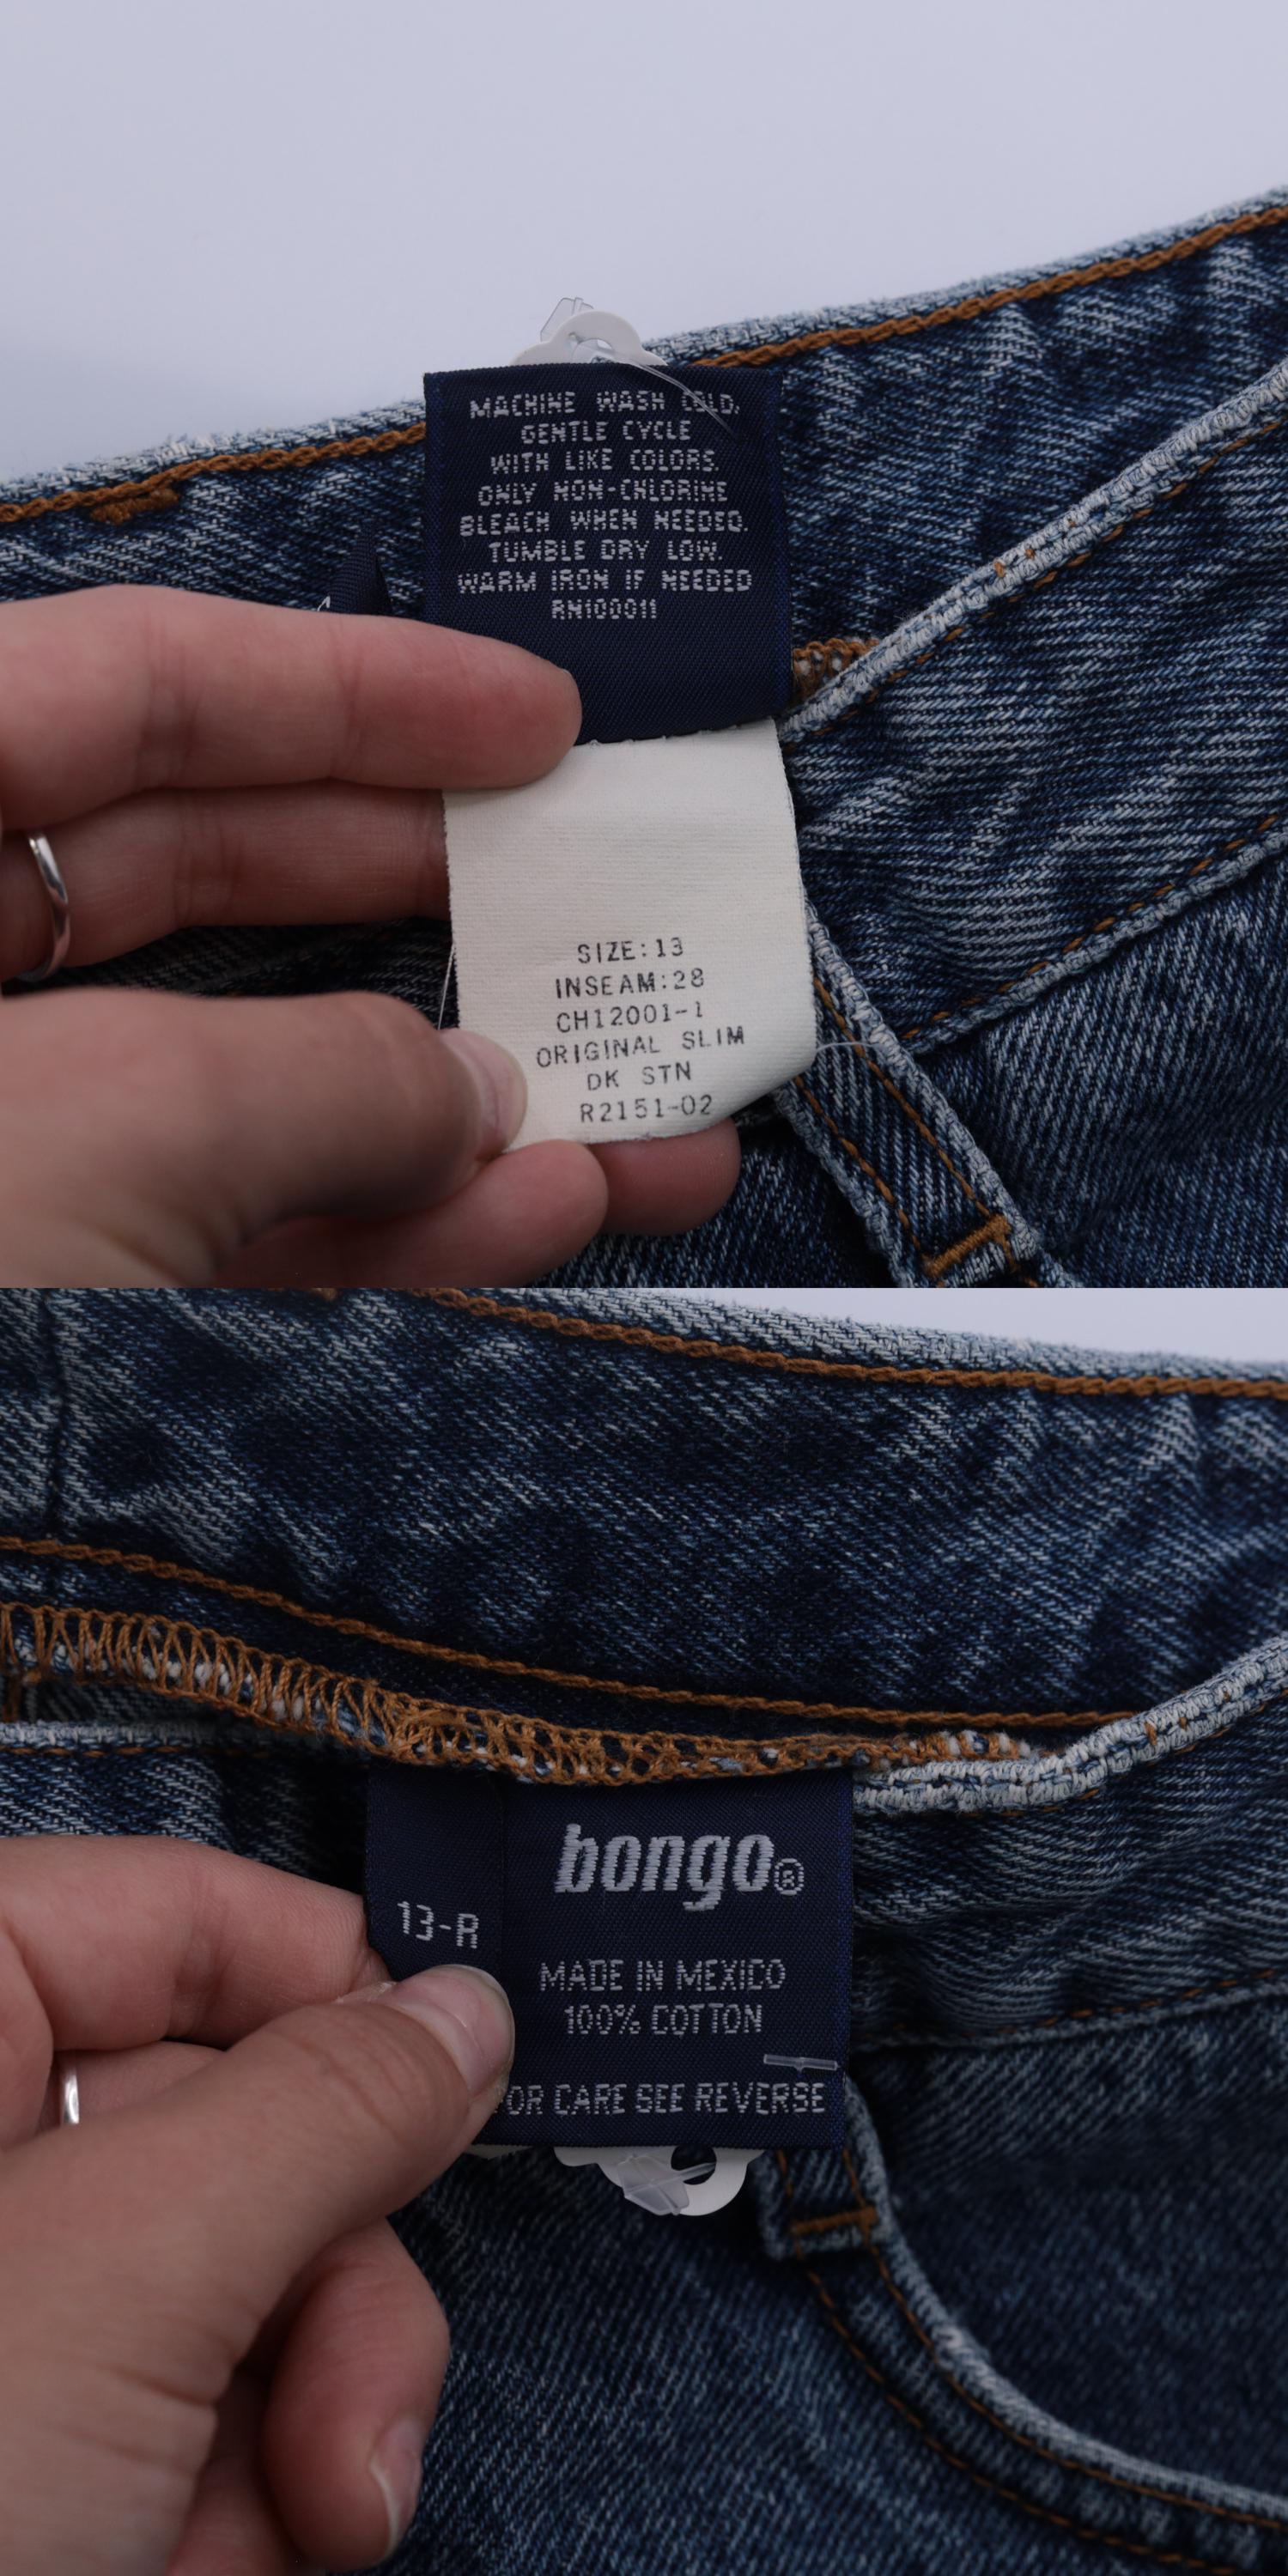 MACHINE WASH COLD.
GENTLE CYCLE
WITH LIKE COLORS.
ONLY NON-CHLORINE
BLEACH WHEN NEEDED.
TUMBLE DRY LOW.
WARM IRON IF NEEDED
RN100011
SIZE:13
INSEAM:28
CH12001-1
ORIGINAL SLIM
DK STN
R2151-02
bongo®
13-R
MADE IN MEXICO
100% COTTON
OR CARE SEE REVERSE